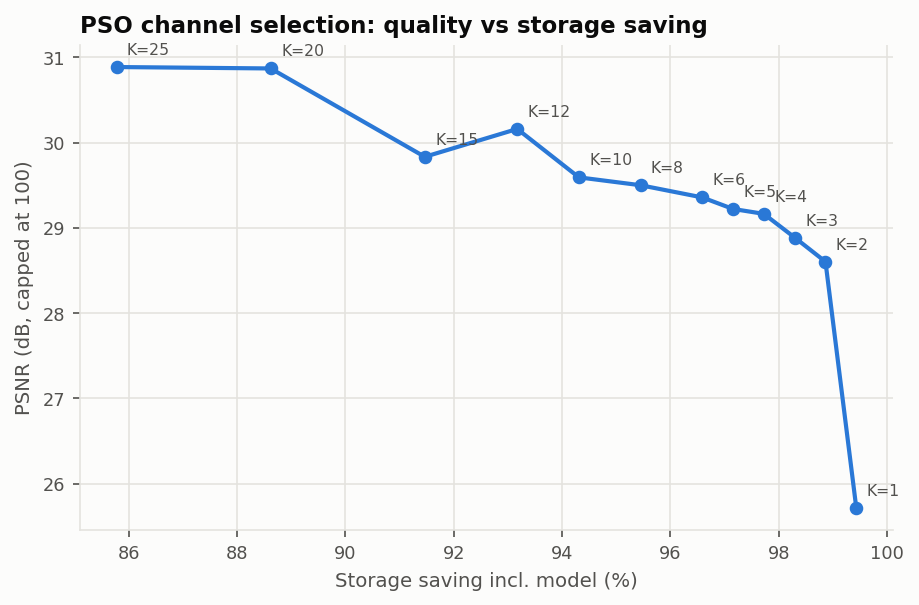 PSO channel selection: quality vs storage saving
PSNR (dB, capped at 100)
31
30
29
28
27
26
K=25
K=20
K=15
K=12
K=10
K=8
K=6
K=5
K=4
K=3
K=2
K=1
86 88 90 92 94 96 98 100
Storage saving incl. model (%)